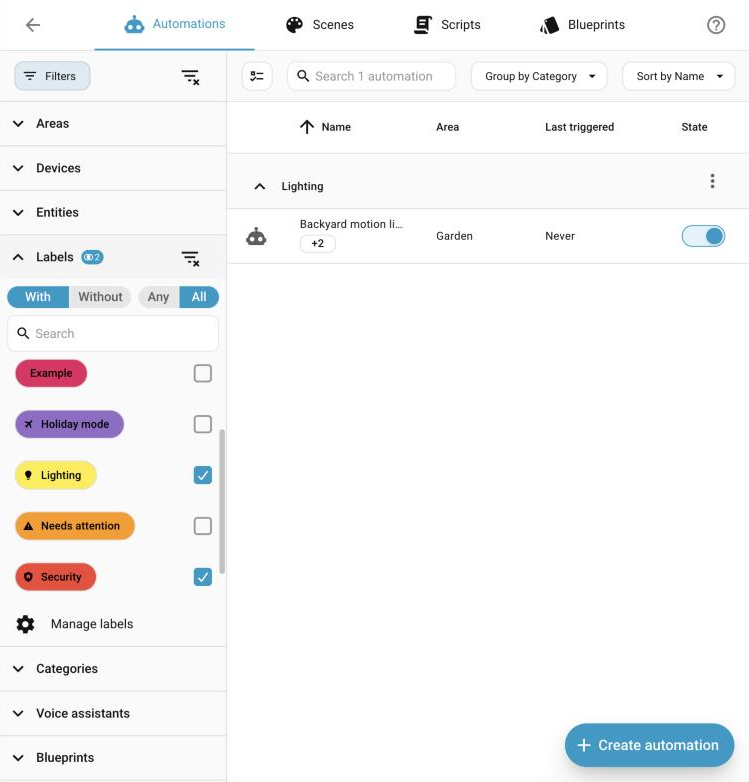 Automations
Scenes
Scripts
Blueprints
Filters
Search 1 automation
Group by Category
Sort by Name
Areas
Devices
Entities
Labels 2
With Without Any All
Search
Example
Holiday mode
Lighting
Needs attention
Security
Manage labels
Categories
Voice assistants
Blueprints
Name Area Last triggered State
Lighting
Backyard motion li...
+2
Garden
Never
Create automation